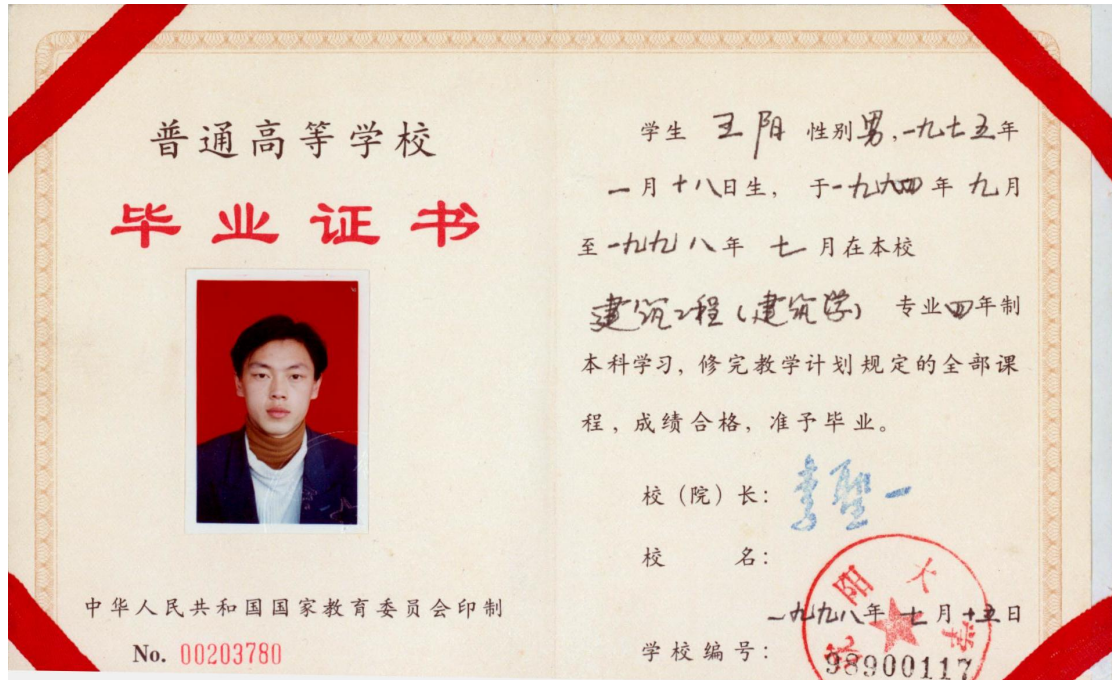 普通高等学校
毕业证书
中华人民共和国国家教育委员会印制
No. 00203780
学生 王阳 性别男，一九七五年
一月十八日生，于一九九四年九月
至一九九八年七月在本校
建筑工程（建筑学）专业四年制
本科学习，修完教学计划规定的全部课
程，成绩合格，准予毕业。
校（院）长：李聖一
校名：
阳大学
一九九八年七月十五日
学校编号：98900117